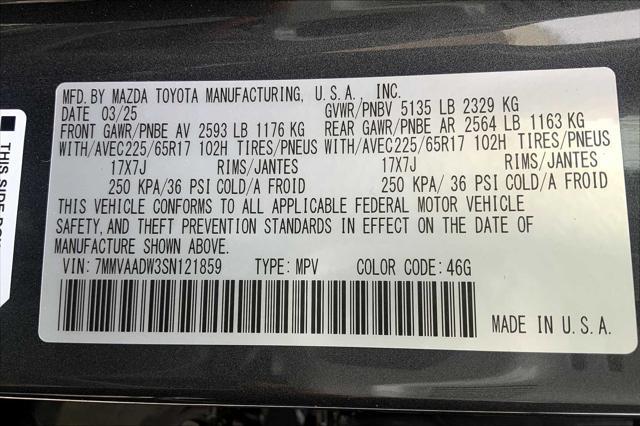 MFD. BY MAZDA TOYOTA MANUFACTURING, U.S.A., INC.
DATE 03/25 GVWR/PNBV 5135 LB 2329 KG
FRONT GAWR/PNBE AV 2593 LB 1176 KG REAR GAWR/PNBE AR 2564 LB 1163 KG
WITH/AVEC225/65R17 102H TIRES/PNEUS WITH/AVEC225/65R17 102H TIRES/PNEUS
17X7J RIMS/JANTES 17X7J RIMS/JANTES
250 KPA/36 PSI COLD/A FROID 250 KPA/ 36 PSI COLD/A FROID
THIS VEHICLE CONFORMS TO ALL APPLICABLE FEDERAL MOTOR VEHICLE
SAFETY, AND THEFT PREVENTION STANDARDS IN EFFECT ON THE DATE OF
MANUFACTURE SHOWN ABOVE.
VIN: 7MMVAADW3SN121859 TYPE: MPV COLOR CODE: 46G
MADE IN U.S.A.
THIS SIDE